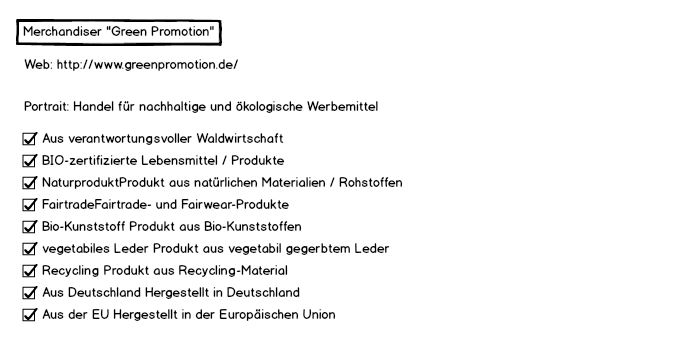 Merchandiser "Green Promotion"
Web: http://www.greenpromotion.de/
Portrait: Handel für nachhaltige und ökologische Werbemittel
Aus verantwortungsvoller Waldwirtschaft
BIO-zertifizierte Lebensmittel / Produkte
NaturproduktProdukt aus natürlichen Materialien / Rohstoffen
FairtradeFairtrade- und Fairwear-Produkte
Bio-Kunststoff Produkt aus Bio-Kunststoffen
vegetabiles Leder Produkt aus vegetabil gegerbtem Leder
Recycling Produkt aus Recycling-Material
Aus Deutschland Hergestellt in Deutschland
Aus der EU Hergestellt in der Europäischen Union